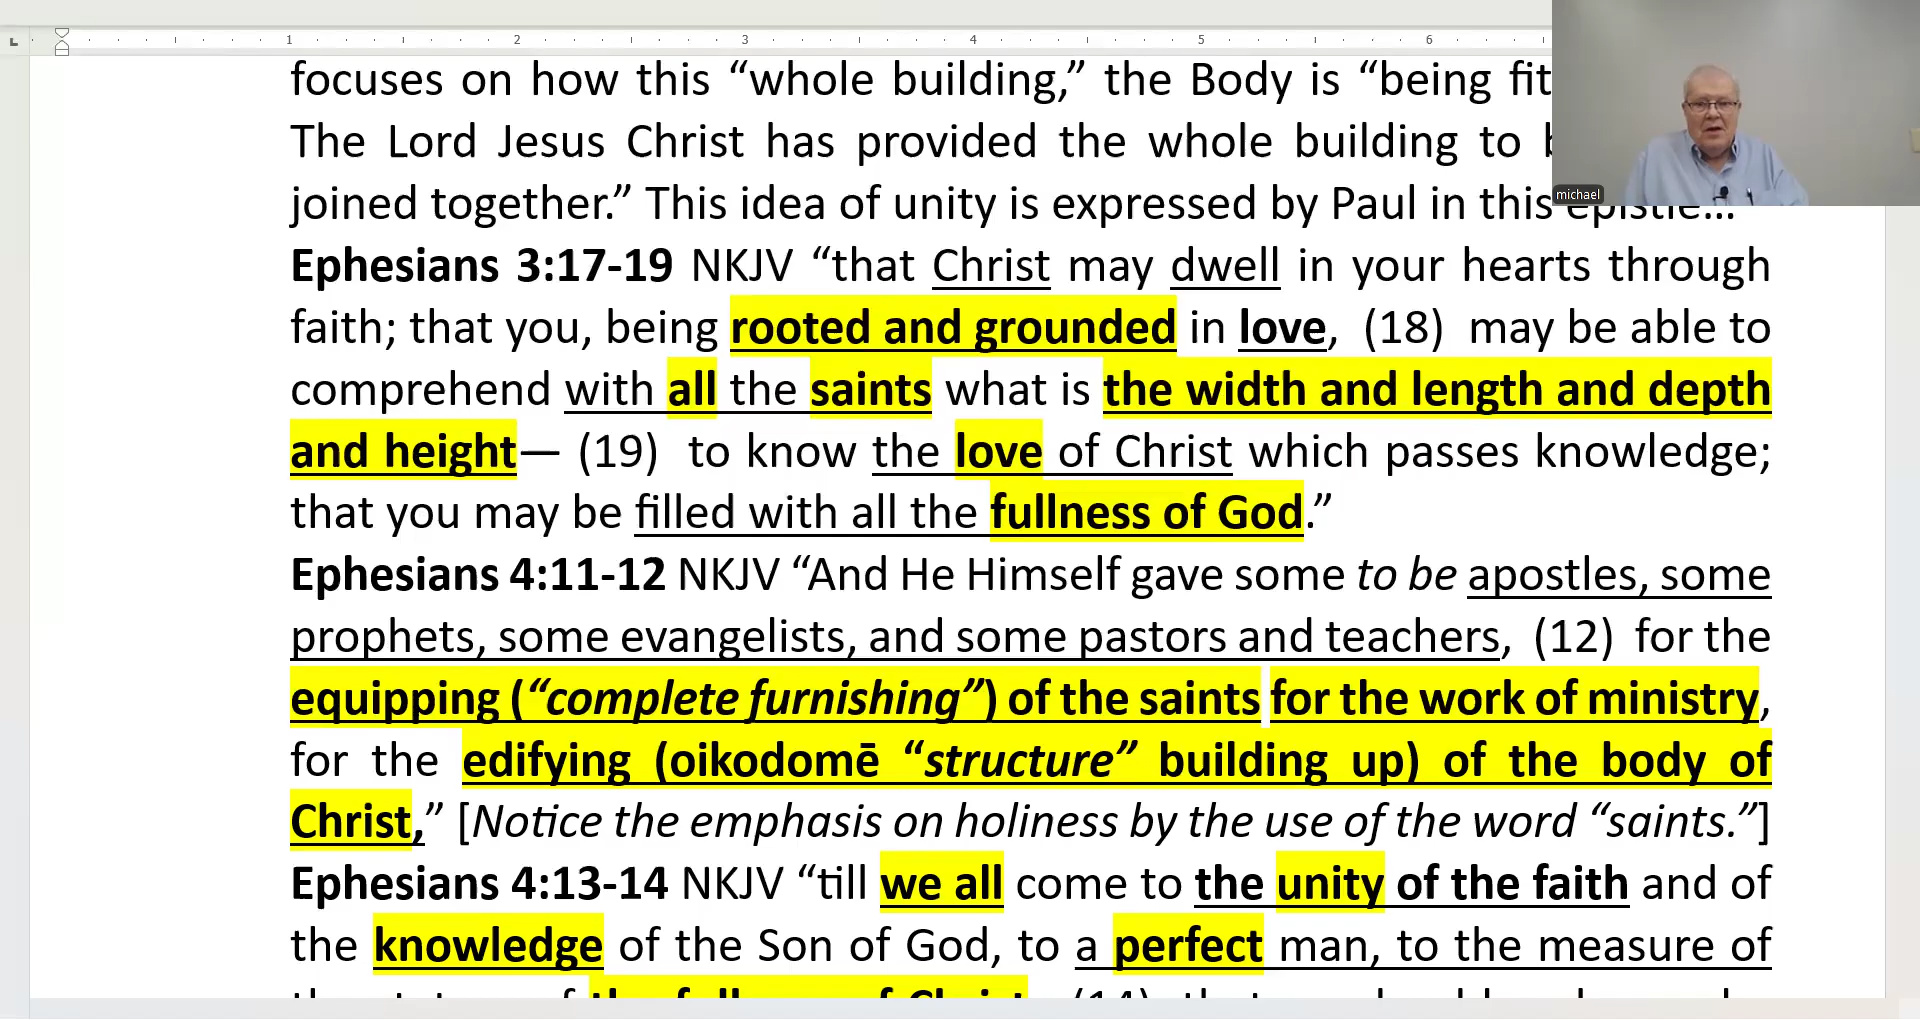 1 2 3 4 5 6
focuses on how this “whole building,” the Body is “being
The Lord Jesus Christ has provided the whole building to
michael
joined together.” This idea of unity is expressed by Paul in this epistle…
Ephesians 3:17-19 NKJV “that Christ may dwell in your hearts through
faith; that you, being rooted and grounded in love, (18) may be able to
comprehend with all the saints what is the width and length and depth
and height— (19) to know the love of Christ which passes knowledge;
that you may be filled with all the fullness of God.”
Ephesians 4:11-12 NKJV “And He Himself gave some to be apostles, some
prophets, some evangelists, and some pastors and teachers, (12) for the
equipping (“complete furnishing”) of the saints for the work of ministry,
for the edifying (oikodomē “structure” building up) of the body of
Christ,” [Notice the emphasis on holiness by the use of the word “saints.”]
Ephesians 4:13-14 NKJV “till we all come to the unity of the faith and of
the knowledge of the Son of God, to a perfect man, to the measure of
the fullness of Christ (14)